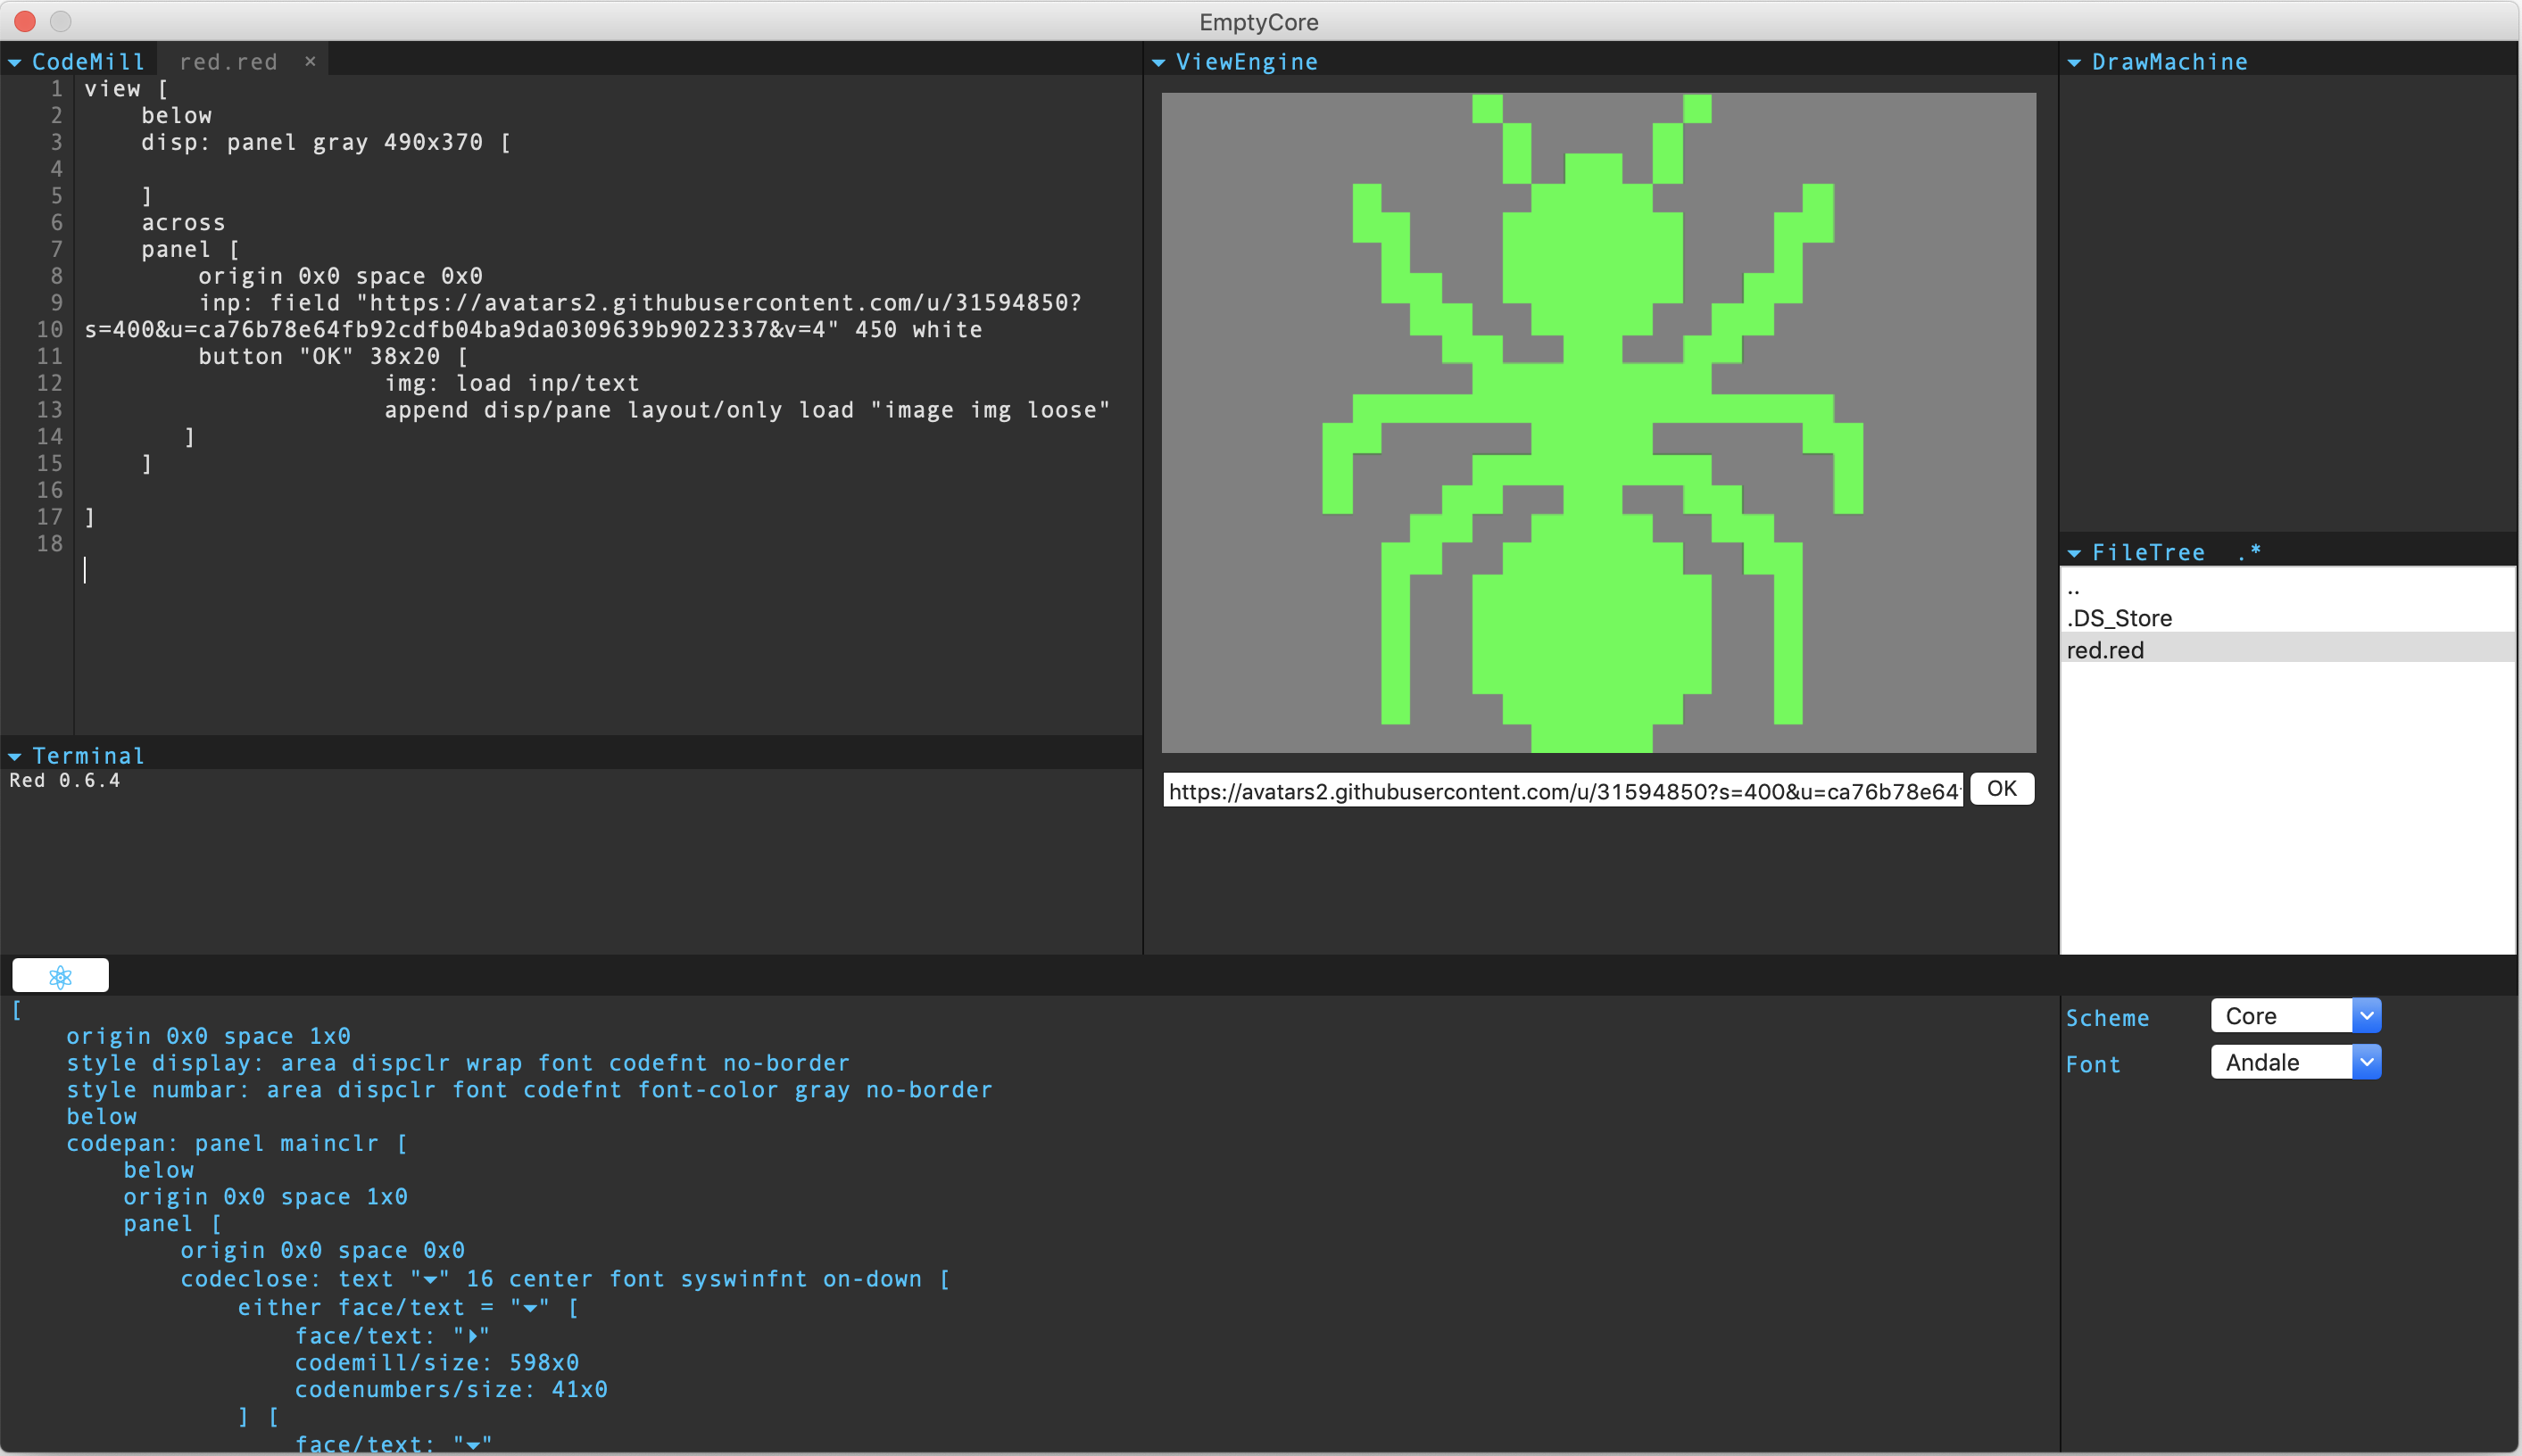 EmptyCore
CodeMill
red.red ×
1 view [
2     below
3     disp: panel gray 490x370 [
4
5     ]
6     across
7     panel [
8         origin 0x0 space 0x0
9         inp: field "https://avatars2.githubusercontent.com/u/31594850?
10 s=400&u=ca76b78e64fb92cdfb04ba9da0309639b9022337&v=4" 450 white
11         button "OK" 38x20 [
12                      img: load inp/text
13                      append disp/pane layout/only load "image img loose"
14        ]
15     ]
16
17 ]
18
Terminal
Red 0.6.4
ViewEngine
https://avatars2.githubusercontent.com/u/31594850?s=400&u=ca76b78e64
OK
DrawMachine
FileTree .*
..
.DS_Store
red.red
[
    origin 0x0 space 1x0
    style display: area dispclr wrap font codefnt no-border
    style numbar: area dispclr font codefnt font-color gray no-border
    below
    codepan: panel mainclr [
        below
        origin 0x0 space 1x0
        panel [
            origin 0x0 space 0x0
            codeclose: text "⏷" 16 center font syswinfnt on-down [
                either face/text = "⏷" [
                    face/text: "⏵"
                    codemill/size: 598x0
                    codenumbers/size: 41x0
                ] [
                    face/text: "⏷"
Scheme
Core
Font
Andale